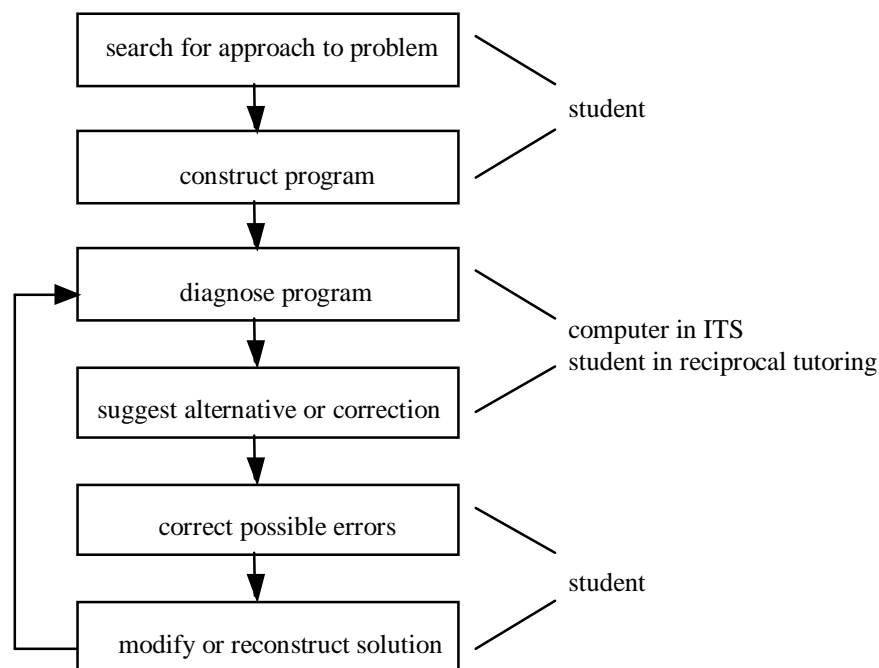 search for approach to problem
student
construct program
diagnose program
computer in ITS
student in reciprocal tutoring
suggest alternative or correction
correct possible errors
student
modify or reconstruct solution